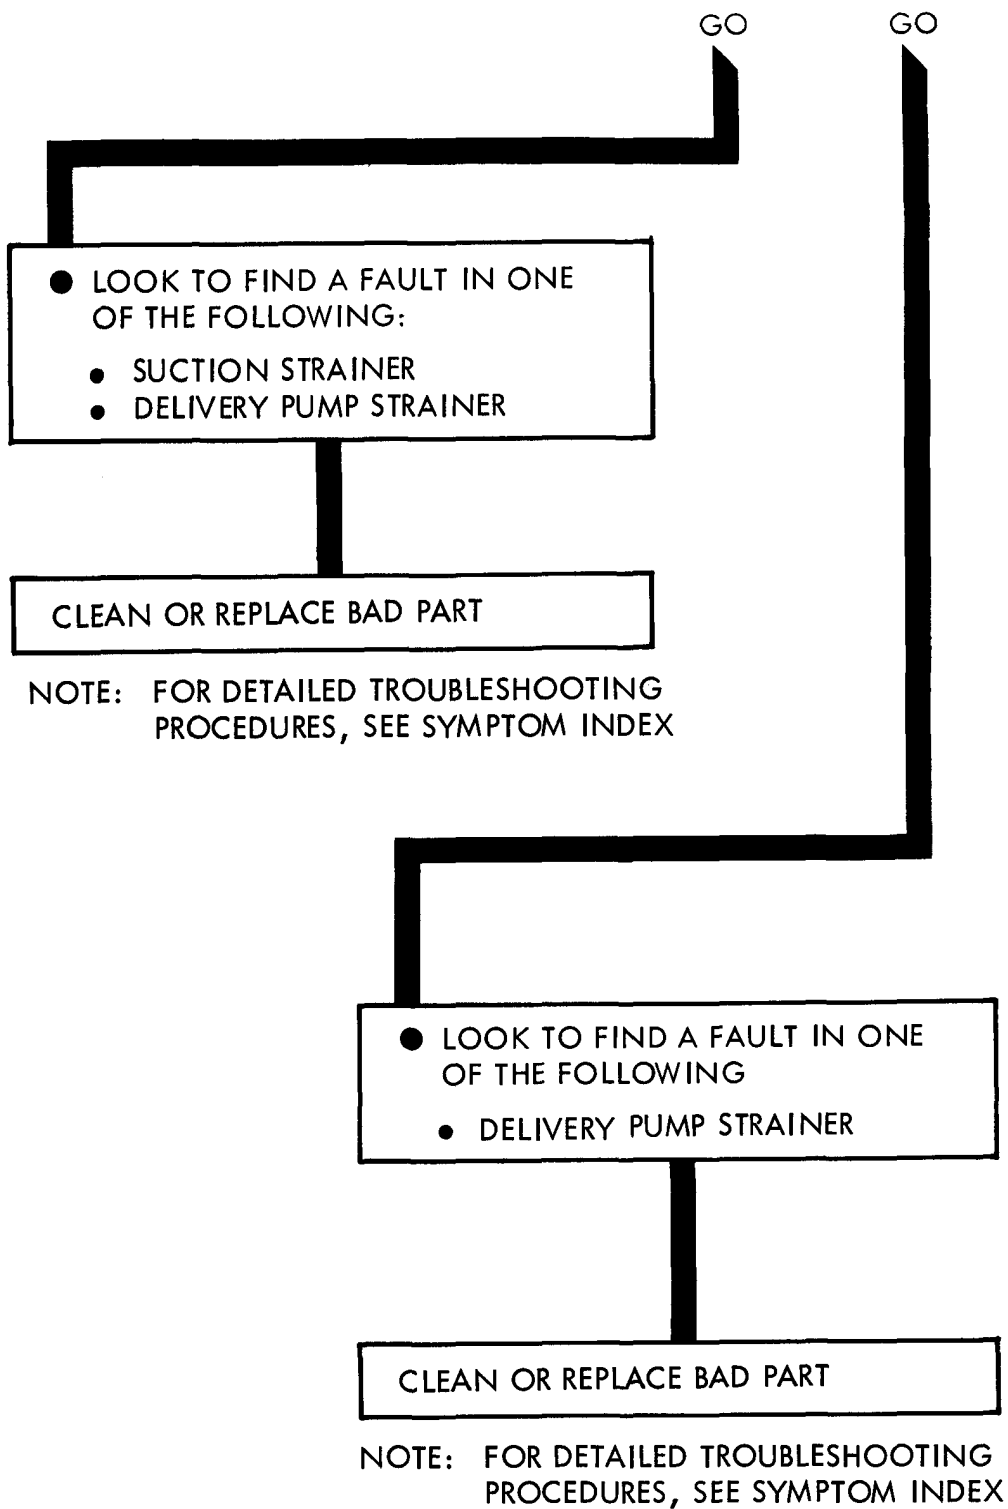 GO GO
● LOOK TO FIND A FAULT IN ONE
OF THE FOLLOWING:
● SUCTION STRAINER
● DELIVERY PUMP STRAINER
CLEAN OR REPLACE BAD PART
NOTE: FOR DETAILED TROUBLESHOOTING
PROCEDURES, SEE SYMPTOM INDEX
● LOOK TO FIND A FAULT IN ONE
OF THE FOLLOWING
● DELIVERY PUMP STRAINER
CLEAN OR REPLACE BAD PART
NOTE: FOR DETAILED TROUBLESHOOTING
PROCEDURES, SEE SYMPTOM INDEX